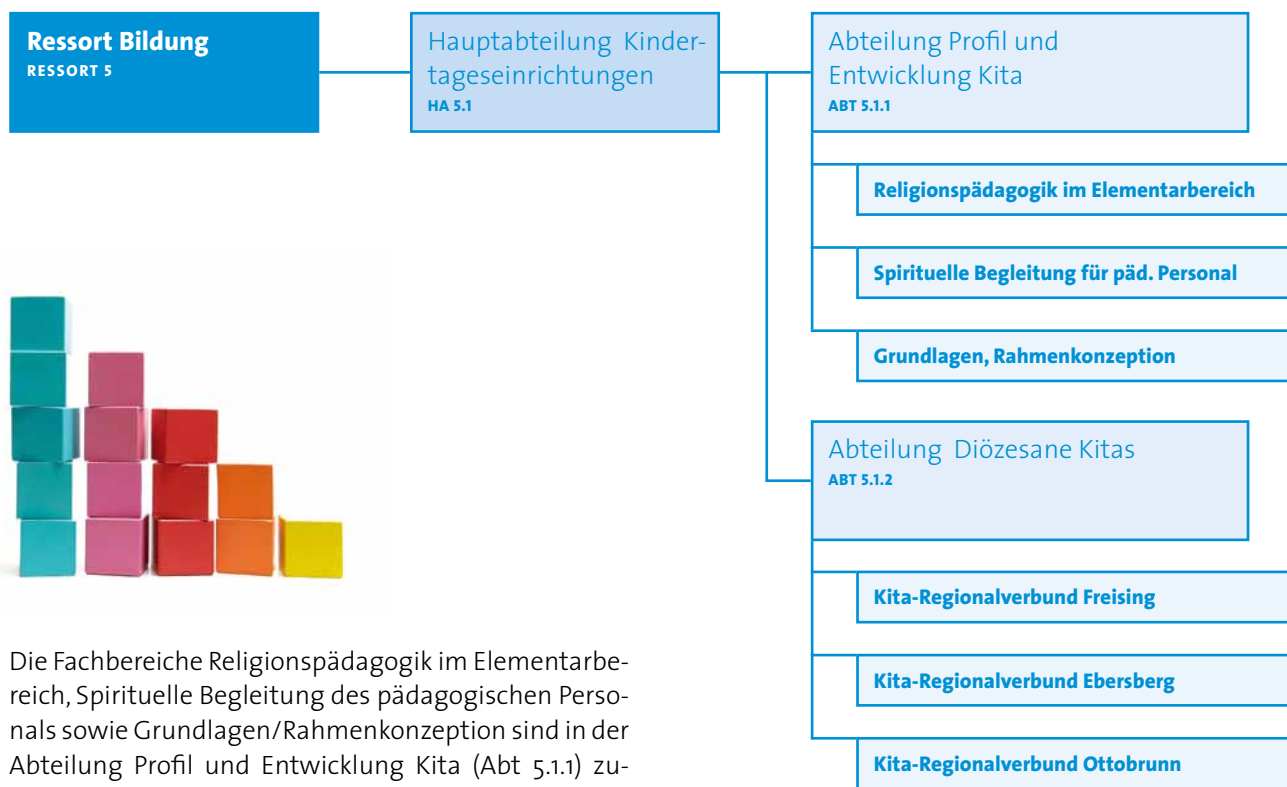 Ressort Bildung
RESSORT 5
Hauptabteilung Kinder-
tageseinrichtungen
HA 5.1
Abteilung Profil und
Entwicklung Kita
ABT 5.1.1
Religionspädagogik im Elementarbereich
Spirituelle Begleitung für päd. Personal
Grundlagen, Rahmenkonzeption
Abteilung Diözesane Kitas
ABT 5.1.2
Kita-Regionalverbund Freising
Kita-Regionalverbund Ebersberg
Kita-Regionalverbund Ottobrunn
Die Fachbereiche Religionspädagogik im Elementarbe-
reich, Spirituelle Begleitung des pädagogischen Perso-
nals sowie Grundlagen/Rahmenkonzeption sind in der
Abteilung Profil und Entwicklung Kita (Abt 5.1.1) zu-